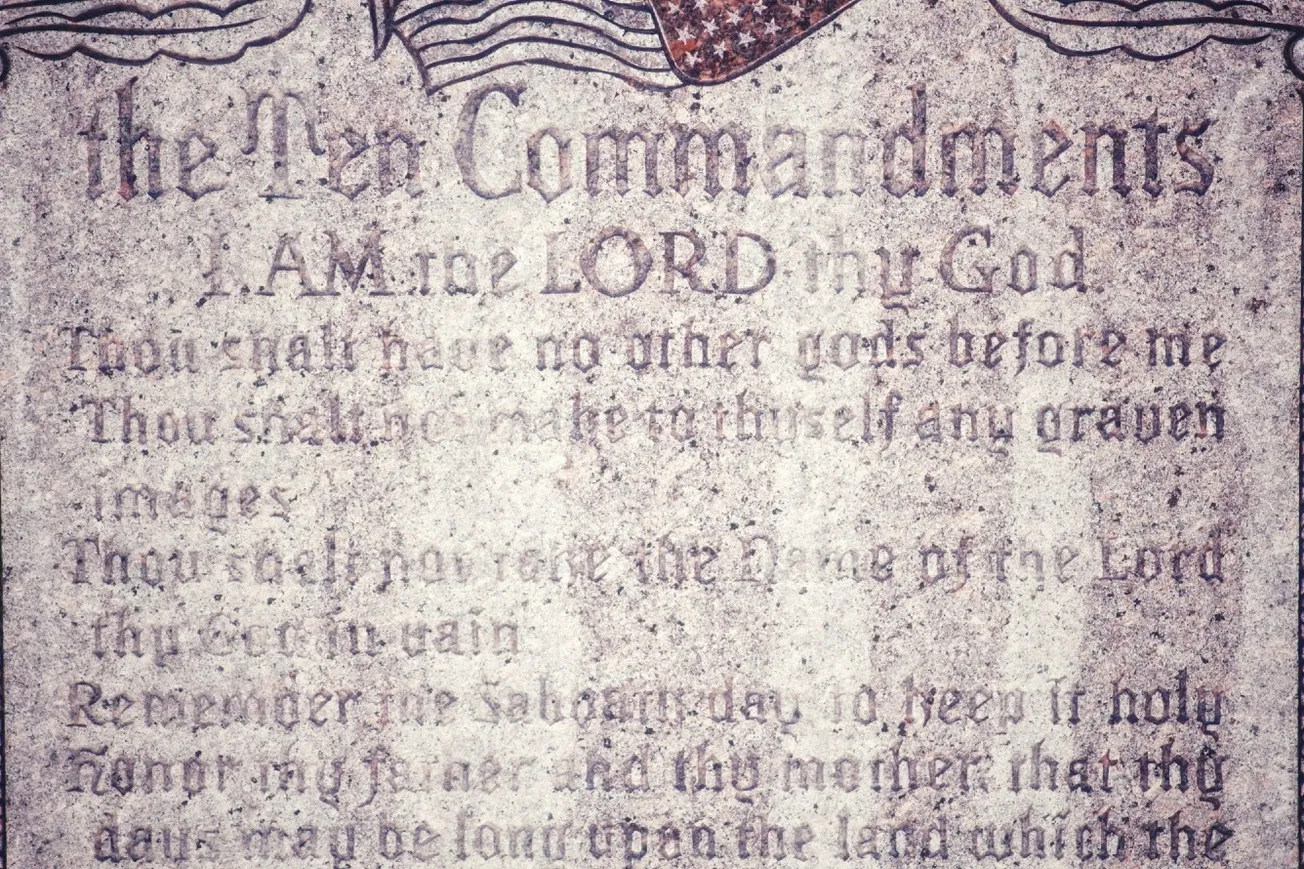 the Ten Commandments
I AM the LORD thy God.
Thou shalt have no other gods before me
Thou shalt not make to thyself any graven
images
Thou shalt not take the Name of the Lord
thy God in vain
Remember the Sabbath day to keep it holy.
Honor thy father and thy mother that thy
days may be long upon the land which the